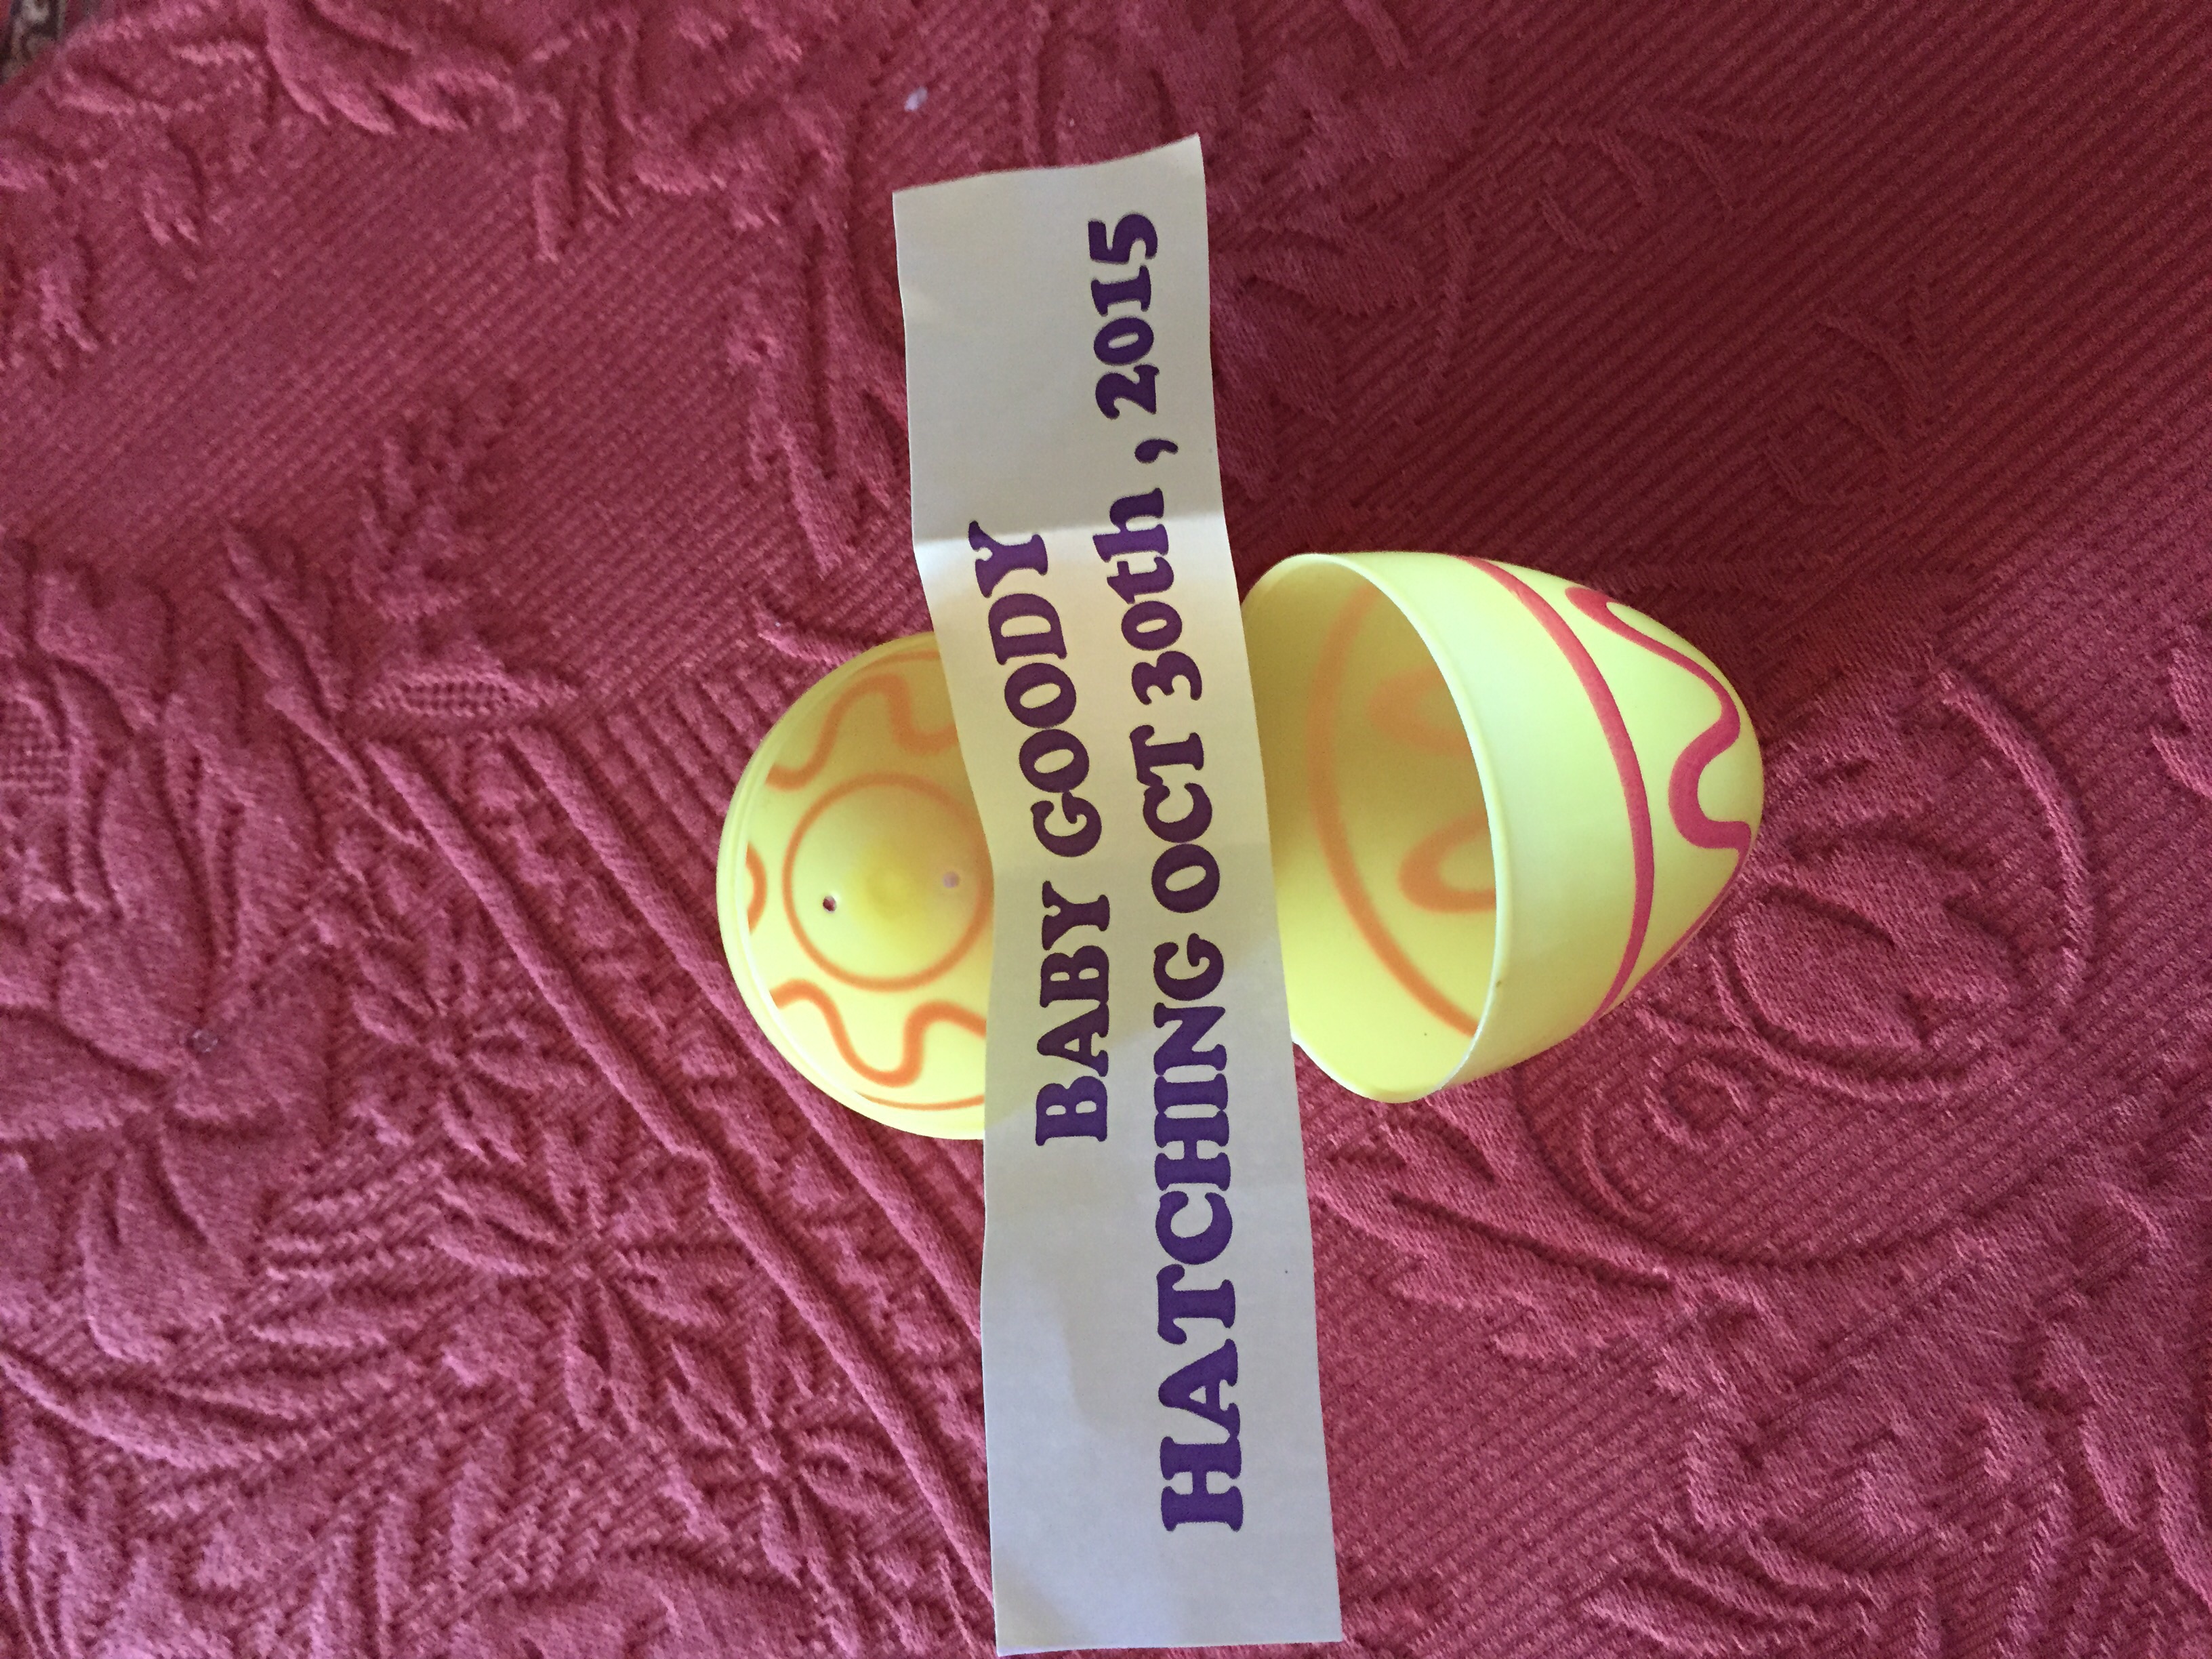 BABY GOODY
HATCHING OCT 30th , 2015